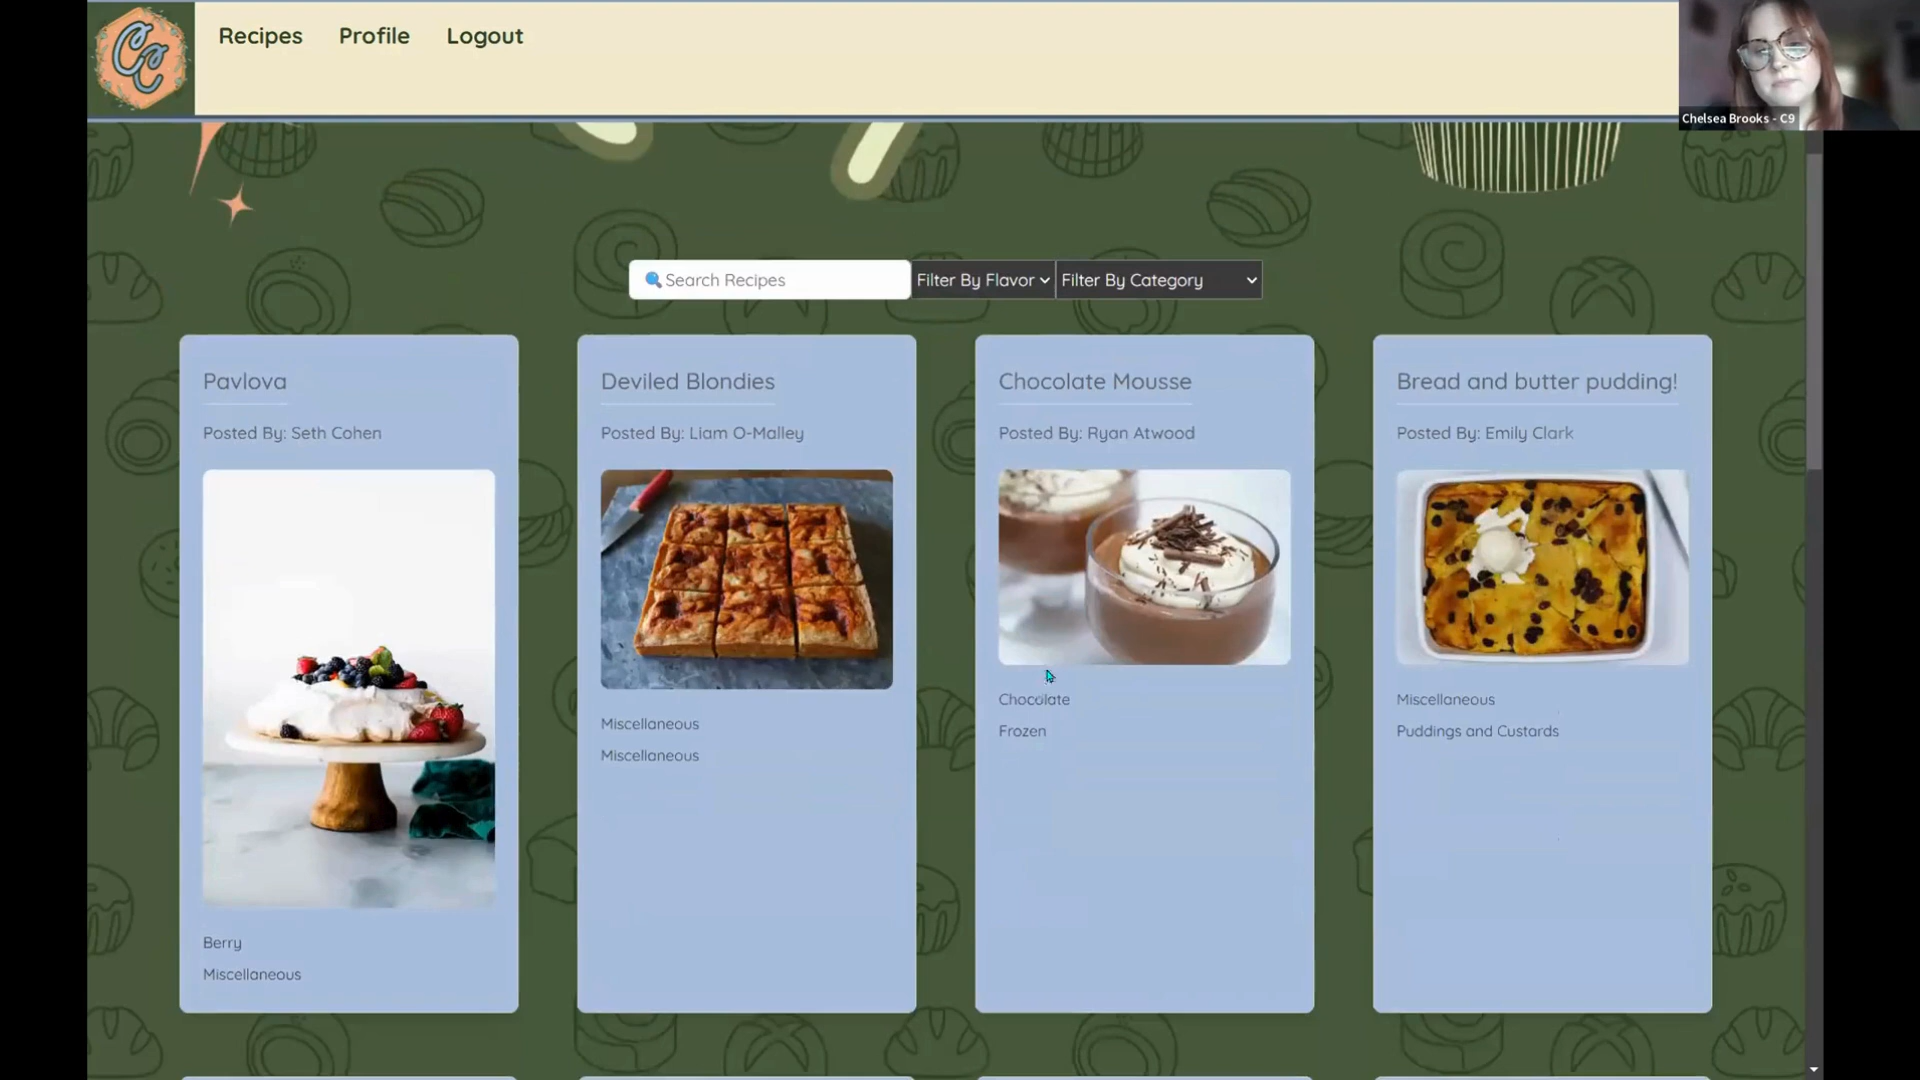 CCC
Recipes
Profile
Logout
Chelsea Brooks - C9
Search Recipes
Filter By Flavor
Filter By Category
Pavlova
Posted By: Seth Cohen
Berry
Miscellaneous
Deviled Blondies
Posted By: Liam O-Malley
Miscellaneous
Miscellaneous
Chocolate Mousse
Posted By: Ryan Atwood
Chocolate
Frozen
Bread and butter pudding!
Posted By: Emily Clark
Miscellaneous
Puddings and Custards